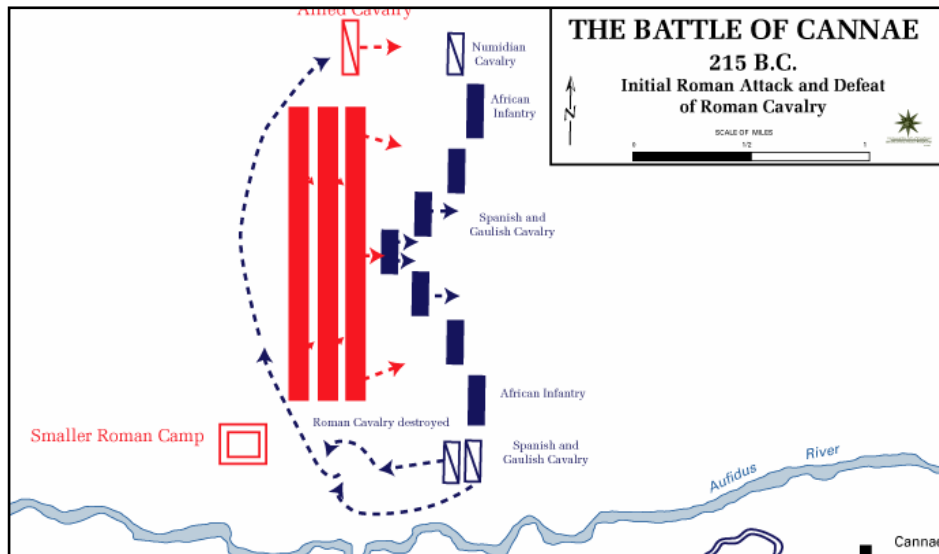 Allied Cavalry
THE BATTLE OF CANNAE
215 B.C.
Initial Roman Attack and Defeat
of Roman Cavalry
N
SCALE OF MILES
0 1/2 1
Numidian
Cavalry
African
Infantry
Spanish and
Gaulish Cavalry
African Infantry
Roman Cavalry destroyed
Smaller Roman Camp
Spanish and
Gaulish Cavalry
Aufidus River
Cannae